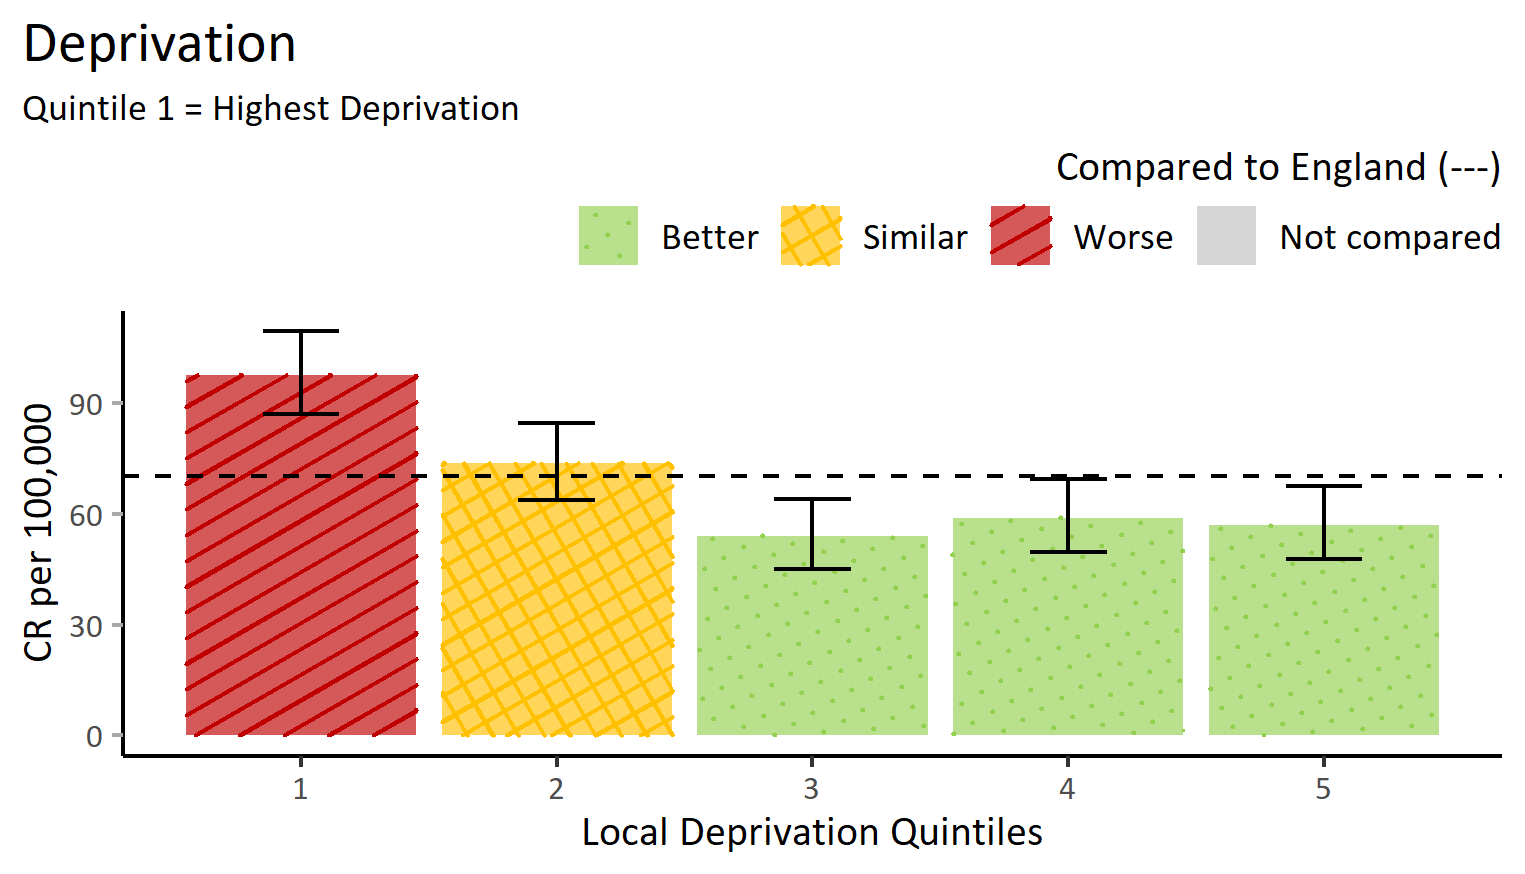 Deprivation
Quintile 1 = Highest Deprivation
Compared to England (---)
Better Similar Worse Not compared
CR per 100,000
90
60
30
0
1 2 3 4 5
Local Deprivation Quintiles